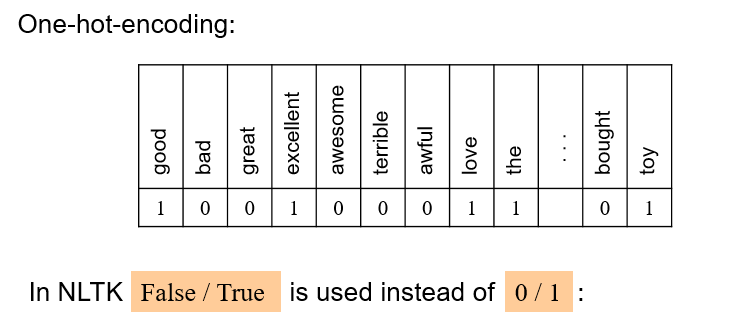 One-hot-encoding:
good bad great excellent awesome terrible awful love the ... bought toy
1 0 0 1 0 0 0 1 1 0 1
In NLTK False / True is used instead of 0 / 1 :